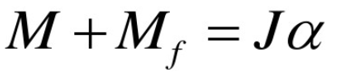 M + M_f = Jα